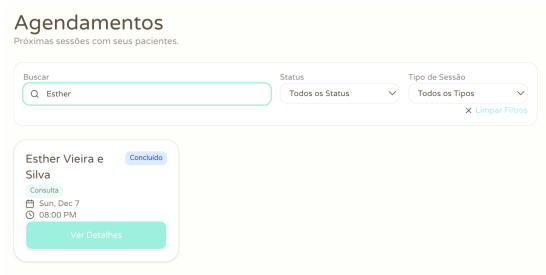 Agendamentos
Próximas sessões com seus pacientes.
Buscar
Status
Tipo de Sessão
Esther
Todos os Status
Todos os Tipos
Limpar Filtros
Esther Vieira e
Silva
Concluído
Consulta
Sun, Dec 7
08:00 PM
Ver Detalhes